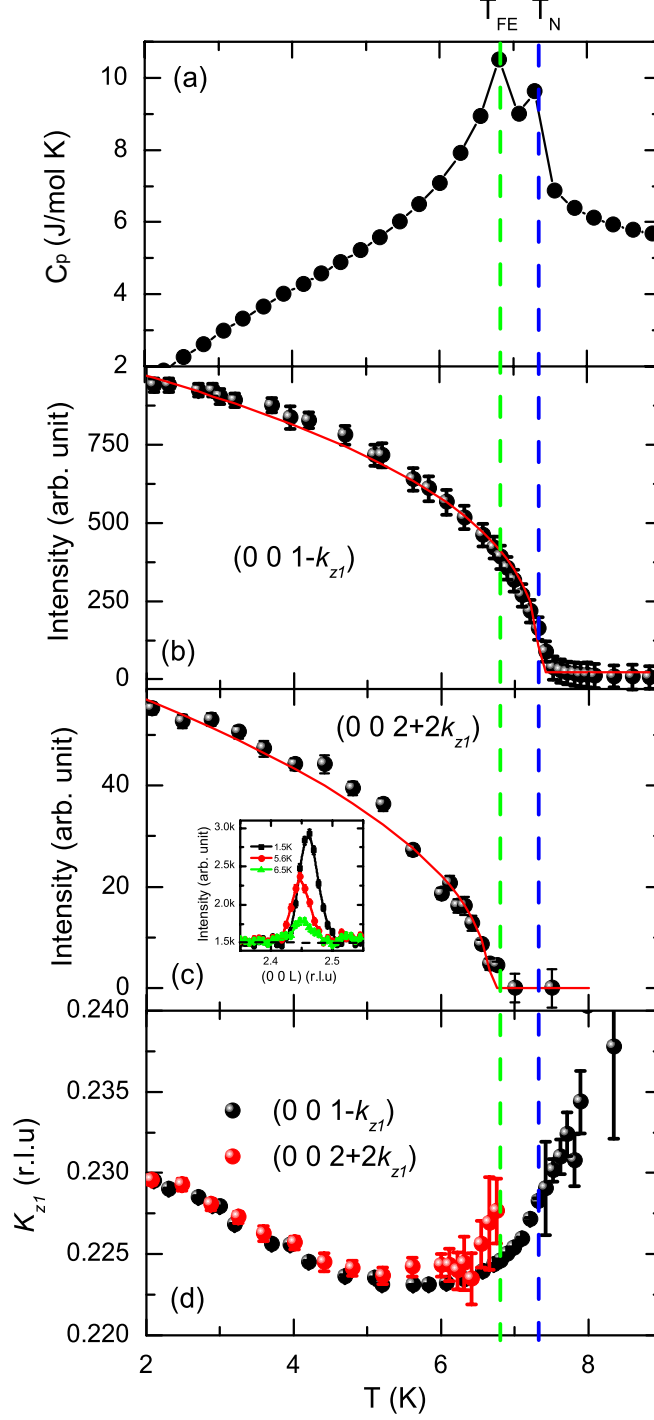 T_FE T_N
(a)
10
8
6
4
2
C_p (J/mol K)
(b)
750
500
250
0
Intensity (arb. unit)
(0 0 1-k_z1)
(c)
40
20
0
Intensity (arb. unit)
(0 0 2+2k_z1)
3.0k
2.5k
2.0k
1.5k
Intensity (arb. unit)
1.5K
5.6K
6.5K
2.4 2.5
(0 0 L) (r.l.u)
(d)
0.240
0.235
0.230
0.225
0.220
K_z1 (r.l.u)
(0 0 1-k_z1)
(0 0 2+2k_z1)
2 4 6 8
T (K)